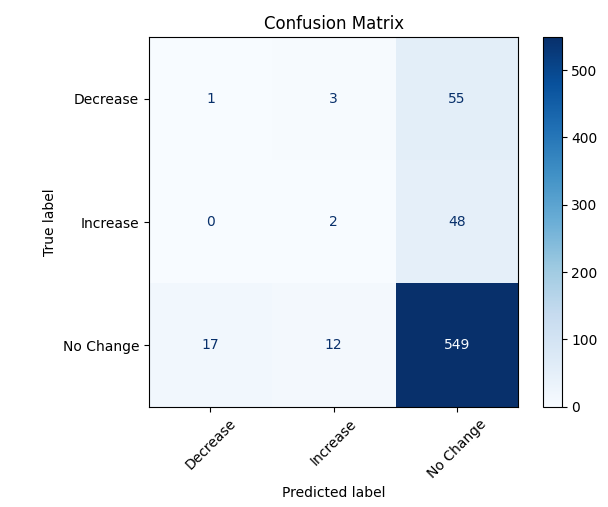 Confusion Matrix
True label
Decrease 1 3 55
Increase 0 2 48
No Change 17 12 549
Decrease Increase No Change
Predicted label
500
400
300
200
100
0